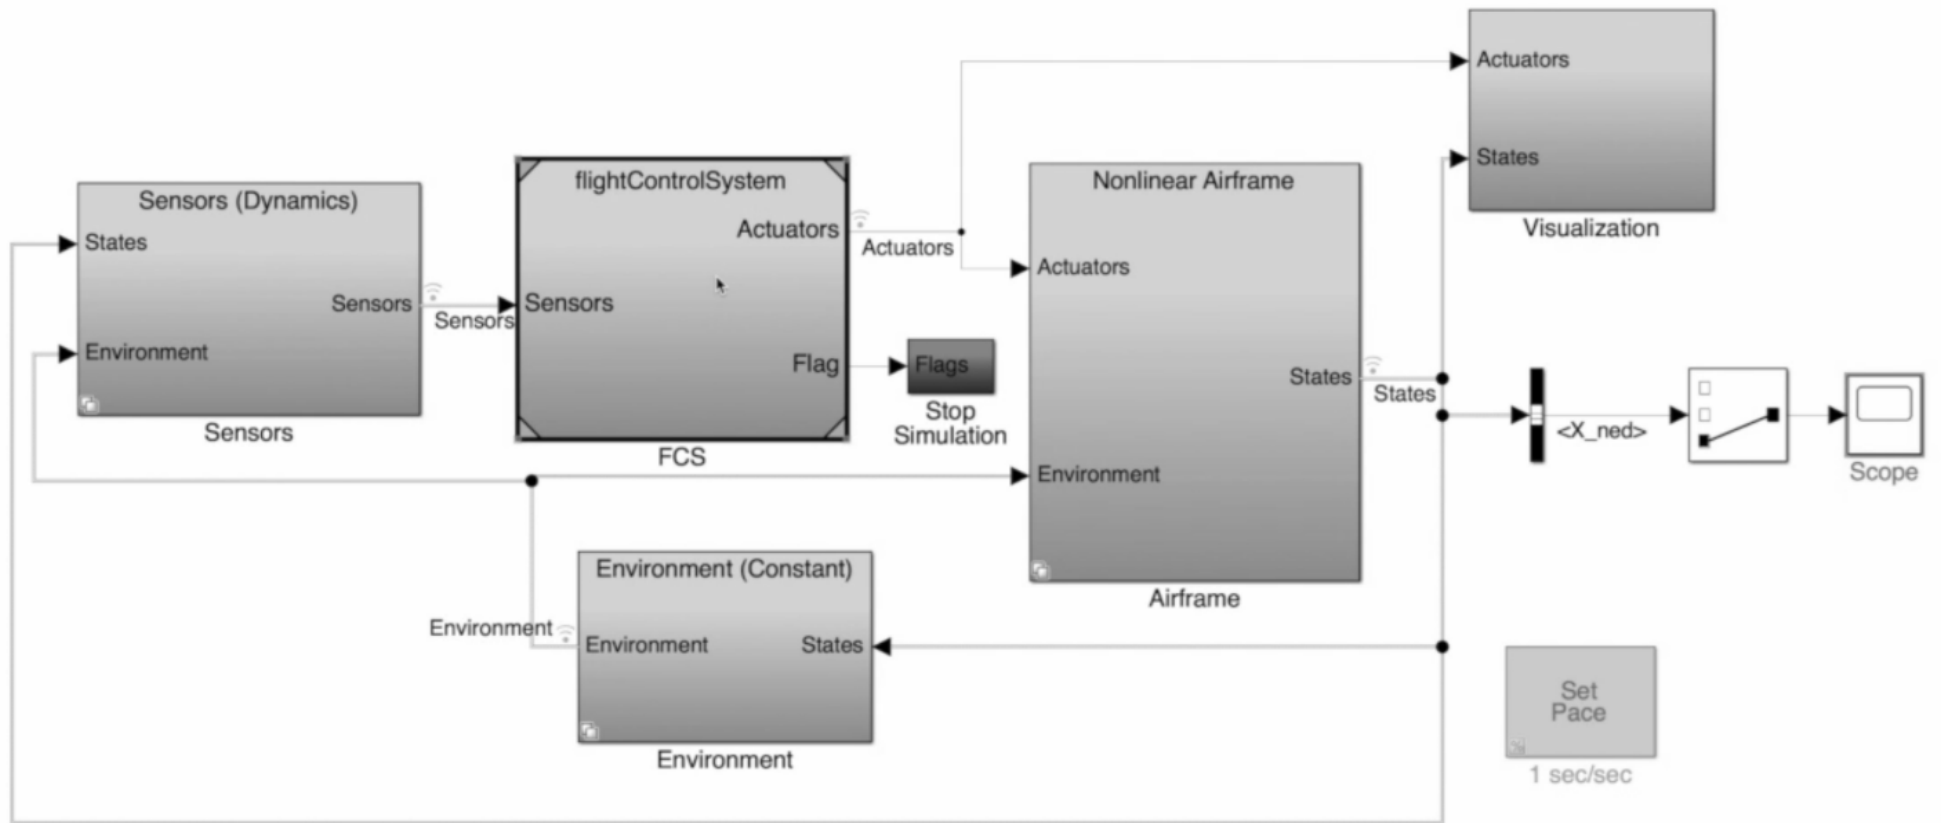 Actuators
States
Visualization
Sensors (Dynamics)
States
Sensors
Environment
Sensors
Sensors
flightControlSystem
Actuators
Sensors
Flag
FCS
Actuators
Flags
Stop
Simulation
Nonlinear Airframe
Actuators
States
Environment
Airframe
States
<X_ned>
Scope
Environment (Constant)
Environment
Environment
States
Environment
Set
Pace
1 sec/sec